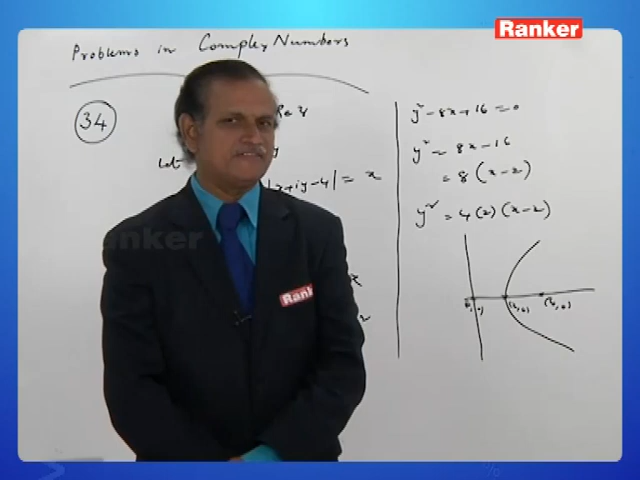 Ranker
Problems in Complex Numbers
34
Re z
Let
y
|x+iy-4| = x
y² - 8x + 16 = 0
y² = 8x - 16
= 8 (x-2)
y² = 4(2)(x-2)
Ranker
Ranker
(2,0)